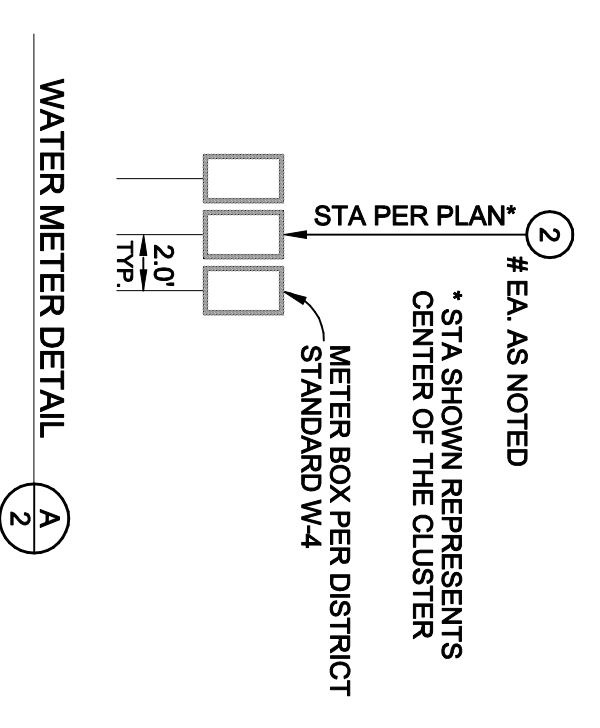 2
# EA. AS NOTED
* STA SHOWN REPRESENTS
CENTER OF THE CLUSTER
STA PER PLAN*
METER BOX PER DISTRICT
STANDARD W-4
2.0'
TYP.
WATER METER DETAIL
A
2